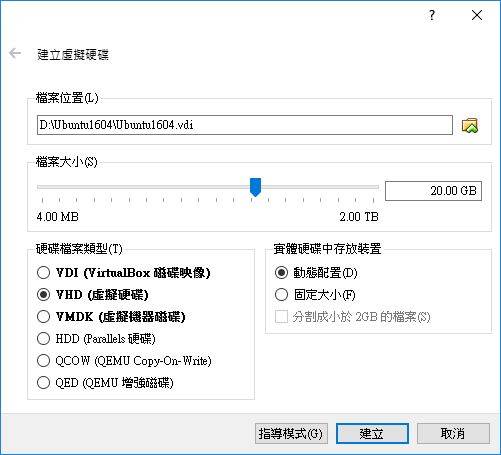 ?
建立虛擬硬碟
檔案位置(L)
D:\Ubuntu1604\Ubuntu1604.vdi
檔案大小(S)
20.00 GB
4.00 MB 2.00 TB
硬碟檔案類型(T)
VDI (VirtualBox 磁碟映像)
VHD (虛擬硬碟)
VMDK (虛擬機器磁碟)
HDD (Parallels 硬碟)
QCOW (QEMU Copy-On-Write)
QED (QEMU 增強磁碟)
實體硬碟中存放裝置
動態配置(D)
固定大小(F)
分割成小於 2GB 的檔案(S)
指導模式(G) 建立 取消